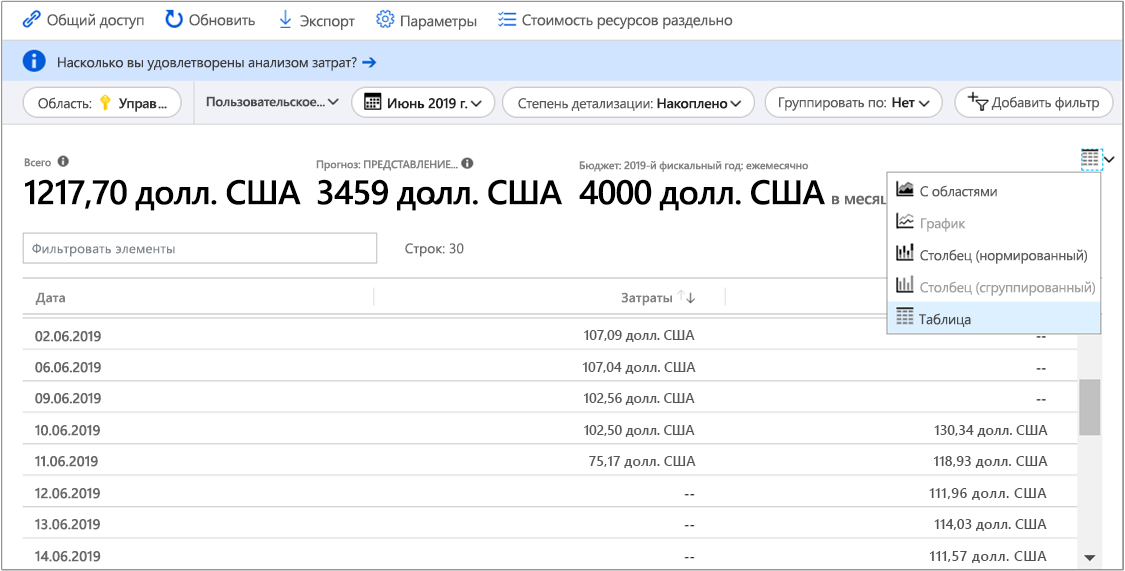 Общий доступ Обновить Экспорт Параметры Стоимость ресурсов раздельно
Насколько вы удовлетворены анализом затрат?
Область: Управ... Пользовательское... Июнь 2019 г. Степень детализации: Накоплено Группировать по: Нет Добавить фильтр
Всего Прогноз: ПРЕДСТАВЛЕНИЕ... Бюджет: 2019-й фискальный год: ежемесячно
1217,70 долл. США 3459 долл. США 4000 долл. США в месяц
С областями
График
Столбец (нормированный)
Столбец (сгруппированный)
Таблица
Фильтровать элементы Строк: 30
Дата Затраты
02.06.2019 107,09 долл. США --
06.06.2019 107,04 долл. США --
09.06.2019 102,56 долл. США --
10.06.2019 102,50 долл. США 130,34 долл. США
11.06.2019 75,17 долл. США 118,93 долл. США
12.06.2019 -- 111,96 долл. США
13.06.2019 -- 114,03 долл. США
14.06.2019 -- 111,57 долл. США